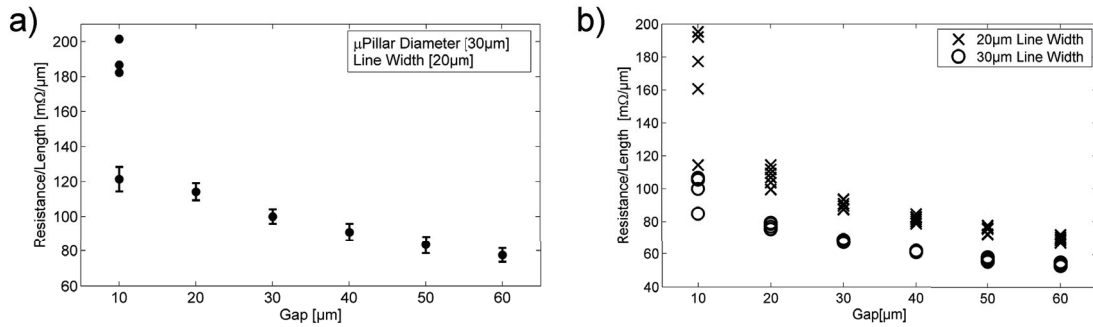 a)
200
180
160
140
120
100
80
60
10 20 30 40 50 60
Resistance/Length [mΩ/µm]
Gap [µm]
µPillar Diameter [30µm]
Line Width [20µm]
b)
200
180
160
140
120
100
80
60
40
10 20 30 40 50 60
Resistance/Length [mΩ/µm]
Gap[µm]
20µm Line Width
30µm Line Width